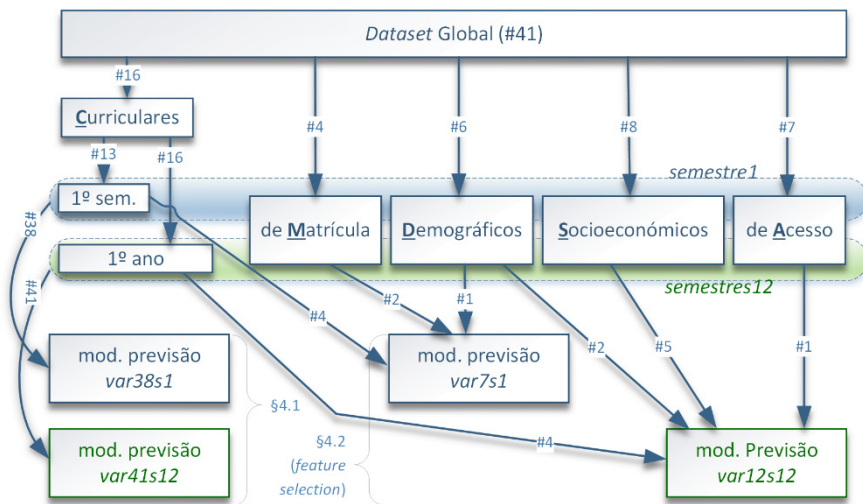 Dataset Global (#41)
#16
#4
#6
#8
#7
Curriculares
#13
#16
semestre1
1º sem.
#38
de Matrícula
Demográficos
Socioeconómicos
de Acesso
1º ano
semestres12
#41
#2
#1
#4
#2
#5
#1
mod. previsão
var38s1
mod. previsão
var7s1
§4.1
mod. previsão
var41s12
§4.2
(feature
selection)
#4
mod. Previsão
var12s12